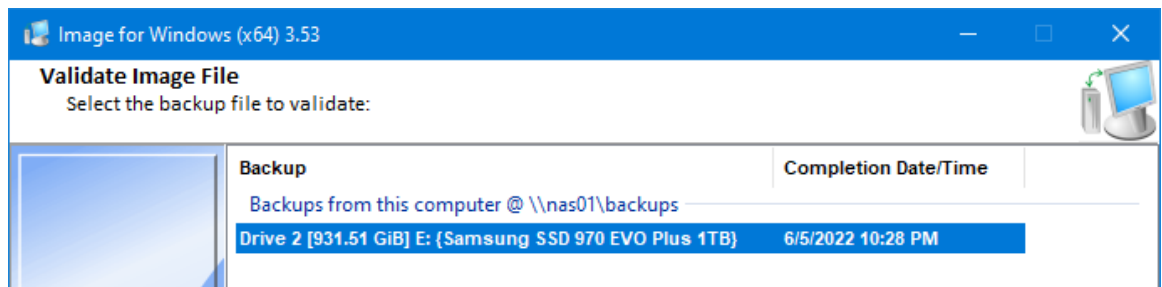 Image for Windows (x64) 3.53
Validate Image File
Select the backup file to validate:
Backup Completion Date/Time
Backups from this computer @ \\nas01\backups
Drive 2 [931.51 GiB] E: {Samsung SSD 970 EVO Plus 1TB} 6/5/2022 10:28 PM